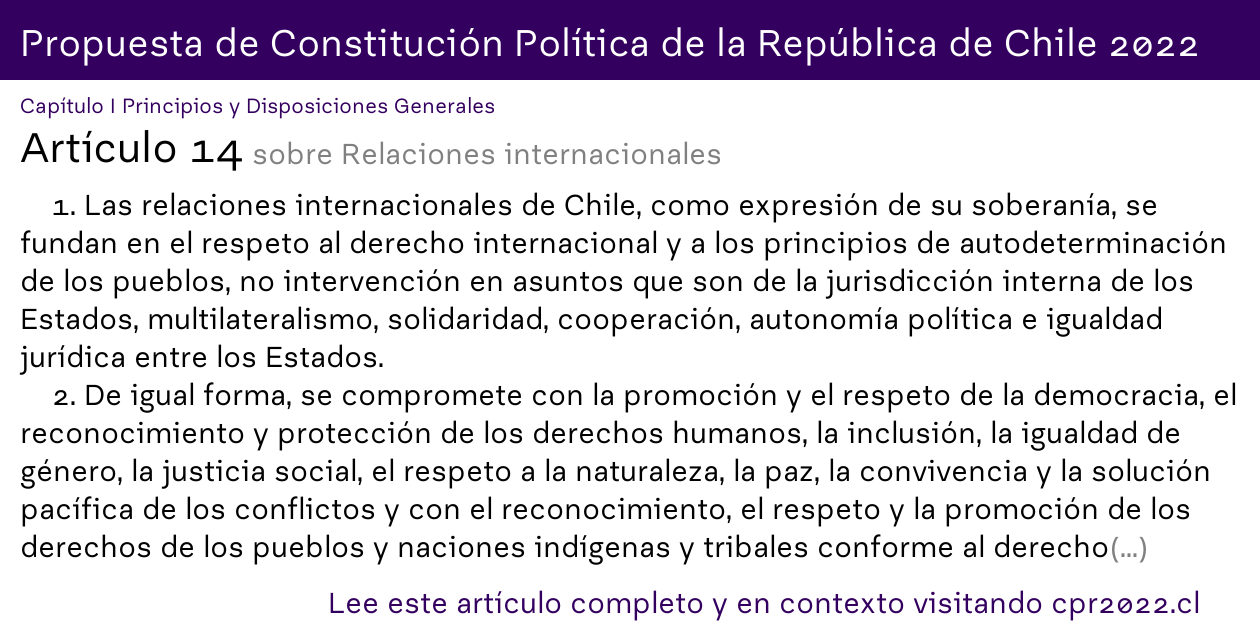 Propuesta de Constitución Política de la República de Chile 2022
Capítulo I Principios y Disposiciones Generales
Artículo 14 sobre Relaciones internacionales
1. Las relaciones internacionales de Chile, como expresión de su soberanía, se
fundan en el respeto al derecho internacional y a los principios de autodeterminación
de los pueblos, no intervención en asuntos que son de la jurisdicción interna de los
Estados, multilateralismo, solidaridad, cooperación, autonomía política e igualdad
jurídica entre los Estados.
2. De igual forma, se compromete con la promoción y el respeto de la democracia, el
reconocimiento y protección de los derechos humanos, la inclusión, la igualdad de
género, la justicia social, el respeto a la naturaleza, la paz, la convivencia y la solución
pacífica de los conflictos y con el reconocimiento, el respeto y la promoción de los
derechos de los pueblos y naciones indígenas y tribales conforme al derecho(...)
Lee este artículo completo y en contexto visitando cpr2022.cl